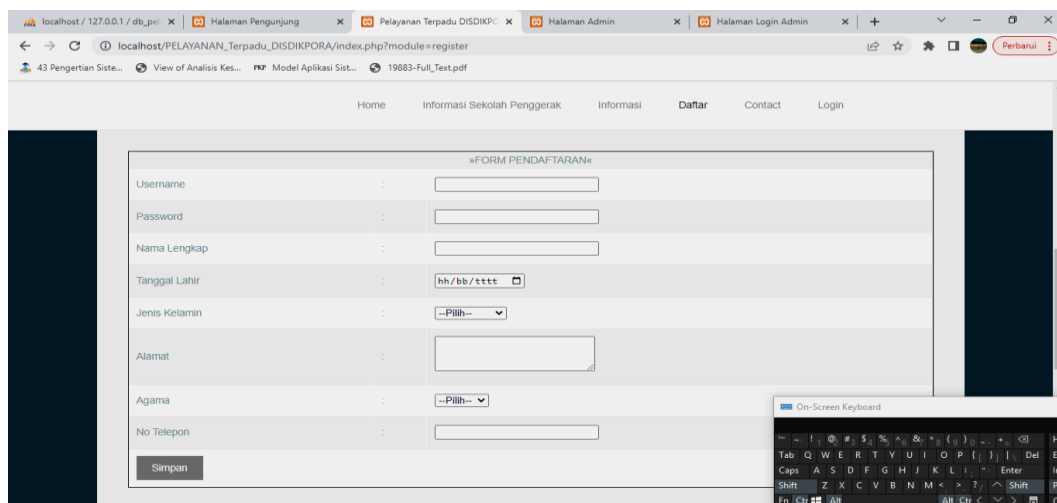 localhost / 127.0.0.1 / db_pel
Halaman Pengunjung
Pelayanan Terpadu DISDIKPO
Halaman Admin
Halaman Login Admin
localhost/PELAYANAN_Terpadu_DISDIKPORA/index.php?module=register
Perbarui
43 Pengertian Siste...
View of Analisis Kes...
PKP Model Aplikasi Sist...
19883-Full_Text.pdf
Home Informasi Sekolah Penggerak Informasi Daftar Contact Login
»FORM PENDAFTARAN«
Username :
Password :
Nama Lengkap :
Tanggal Lahir : hh/bb/tttt
Jenis Kelamin : --Pilih--
Alamat :
Agama : --Pilih--
No Telepon :
Simpan
On-Screen Keyboard
Tab Q W E R T Y U I O P { [ } ] | \ Del
Caps A S D F G H J K L : ; " ' Enter
Shift Z X C V B N M < , > . ? / Shift
Fn Ctr Alt Alt Ctr